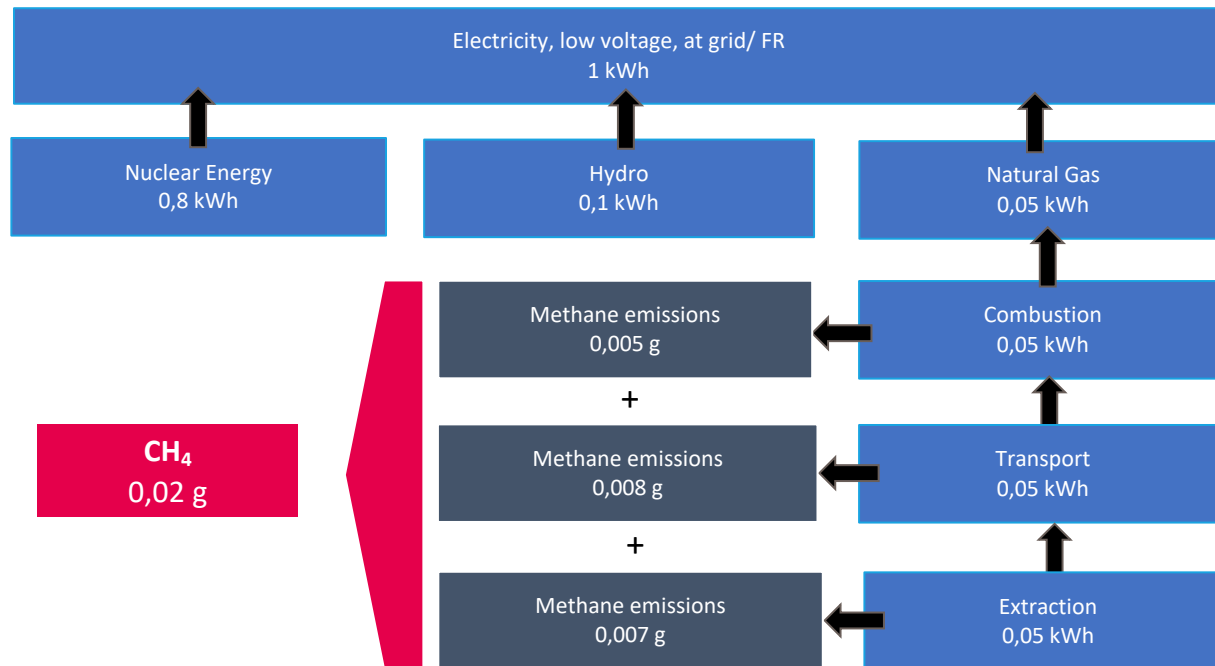 Electricity, low voltage, at grid/ FR
1 kWh
Nuclear Energy
0,8 kWh
Hydro
0,1 kWh
Natural Gas
0,05 kWh
Methane emissions
0,005 g
Combustion
0,05 kWh
+
CH₄
0,02 g
Methane emissions
0,008 g
Transport
0,05 kWh
+
Methane emissions
0,007 g
Extraction
0,05 kWh